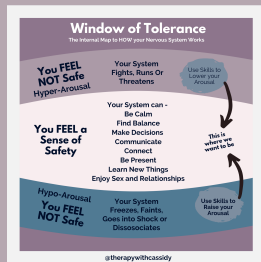 Window of Tolerance
The Internal Map to HOW your Nervous System Works
You FEEL
NOT Safe
Hyper-Arousal
Your System
Fights, Runs Or
Threatens
Use Skills to
Lower your
Arousal
You FEEL a
Sense of
Safety
Your System can -
Be Calm
Find Balance
Make Decisions
Communicate
Connect
Be Present
Learn New Things
Enjoy Sex and Relationships
This is
where we
want to be
Hypo-Arousal
You FEEL
NOT Safe
Your System
Freezes, Faints,
Goes into Shock or
Dissosociates
Use Skills to
Raise your
Arousal
@therapywithcassidy